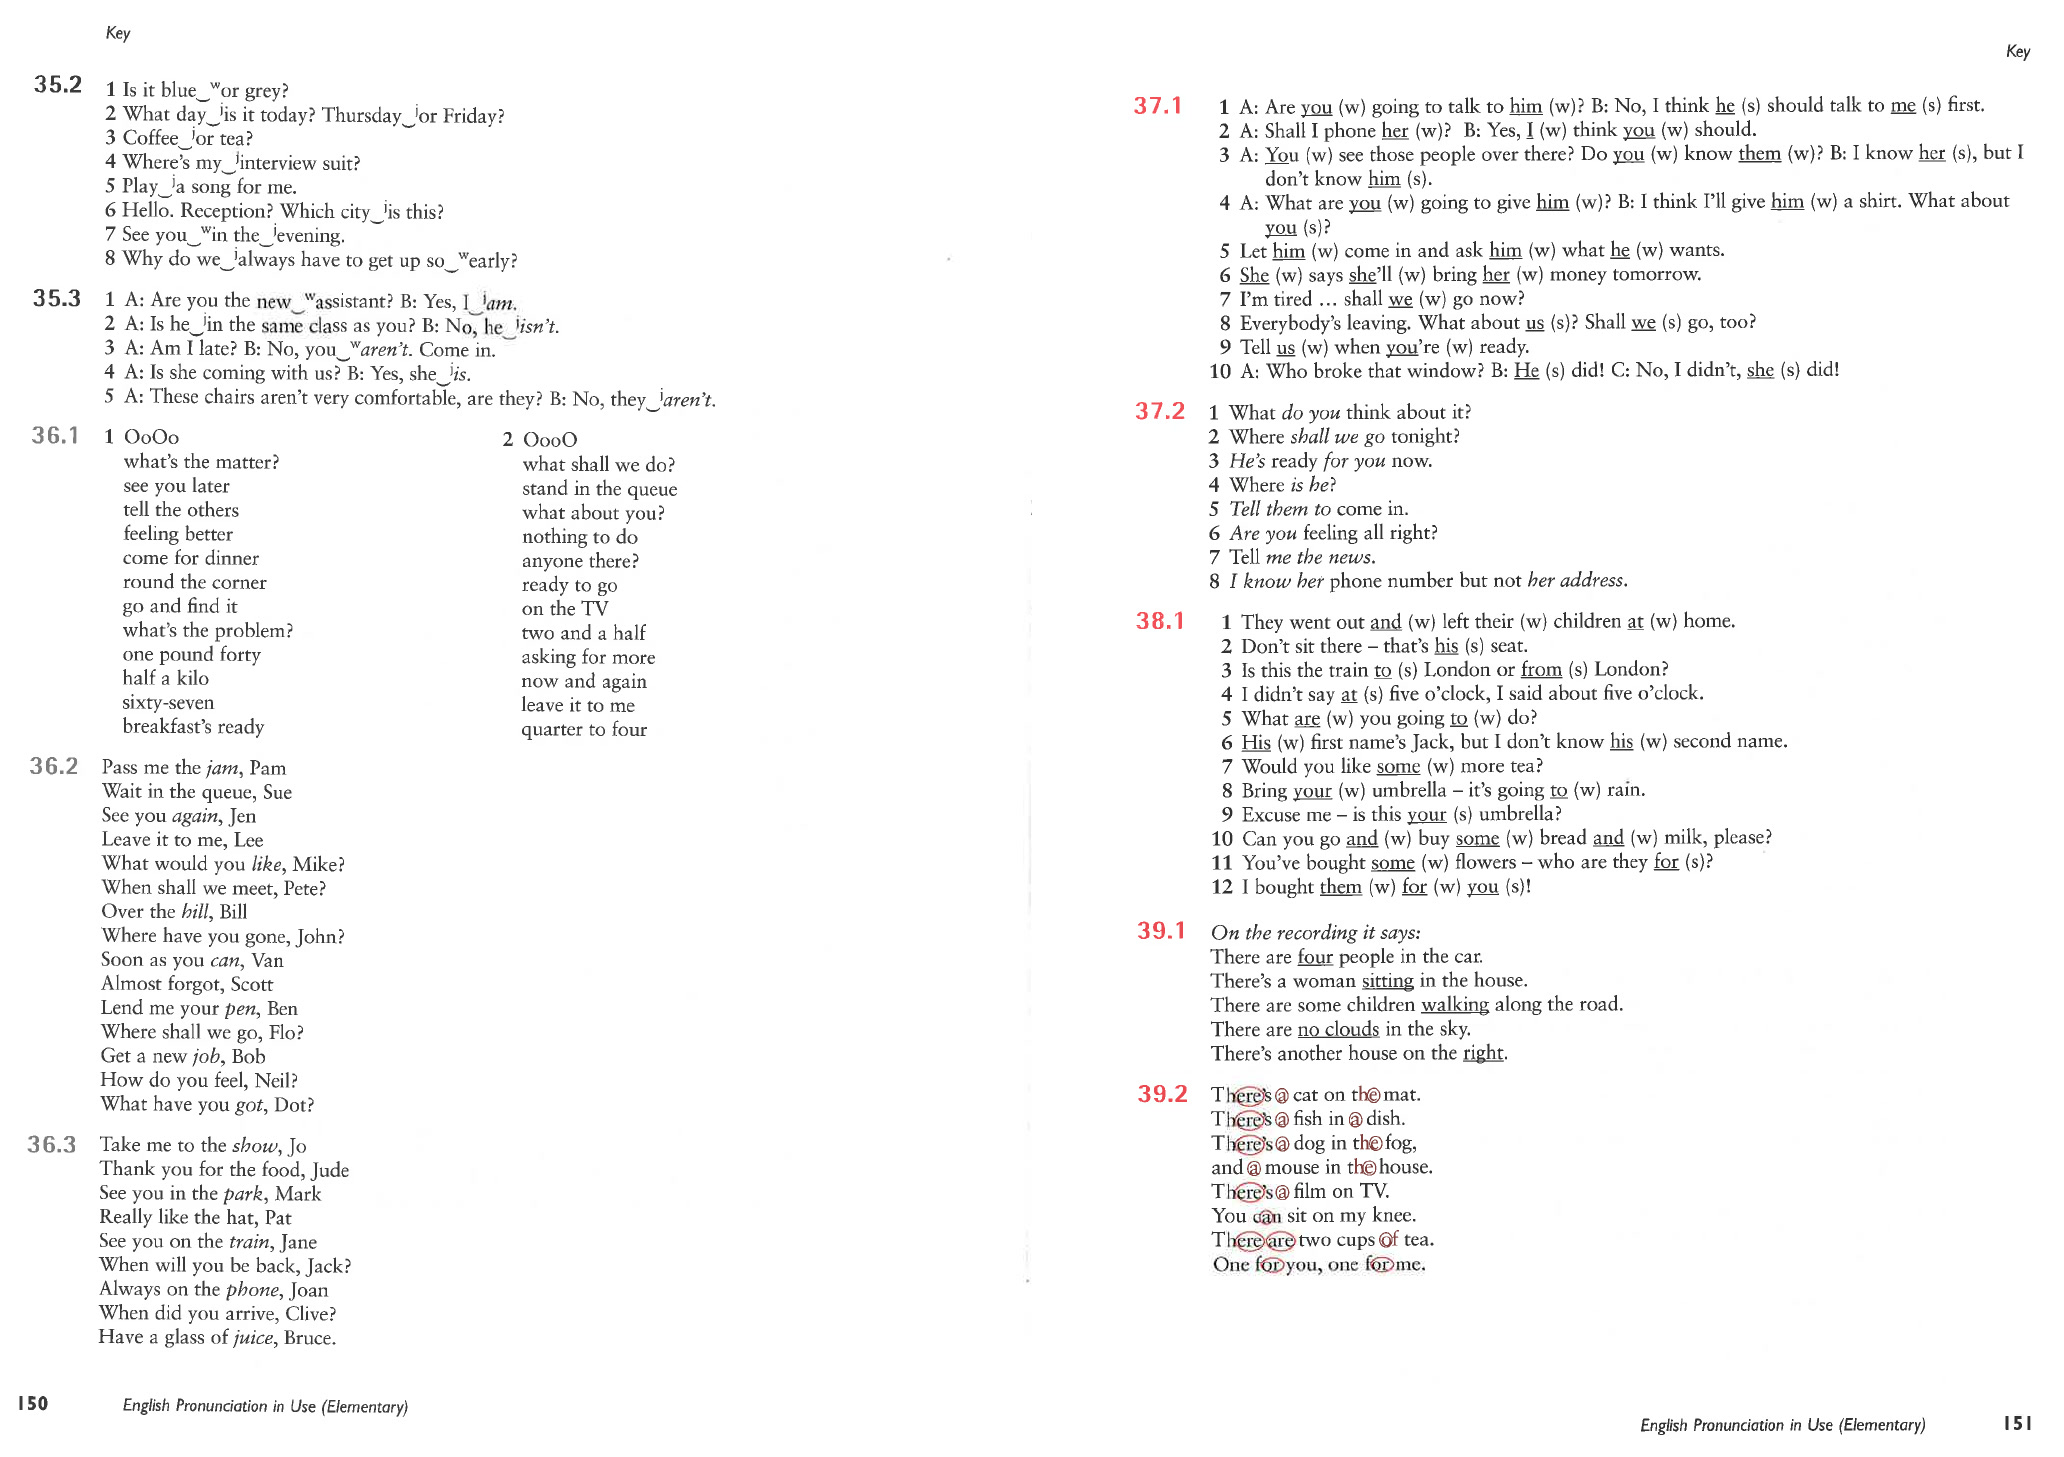 Key
35.2 1 Is it blue‿ʷor grey?
2 What day‿ʲis it today? Thursday‿ʲor Friday?
3 Coffee‿ʲor tea?
4 Where's my‿ʲinterview suit?
5 Play‿ʲa song for me.
6 Hello. Reception? Which city‿ʲis this?
7 See you‿ʷin the‿ʲevening.
8 Why do we‿ʲalways have to get up so‿ʷearly?
35.3 1 A: Are you the new‿ʷassistant? B: Yes, I‿ʲam.
2 A: Is he‿ʲin the same class as you? B: No, he‿ʲisn't.
3 A: Am I late? B: No, you‿ʷaren't. Come in.
4 A: Is she coming with us? B: Yes, she‿ʲis.
5 A: These chairs aren't very comfortable, are they? B: No, they‿ʲaren't.
36.1 1 OoOo
what's the matter?
see you later
tell the others
feeling better
come for dinner
round the corner
go and find it
what's the problem?
one pound forty
half a kilo
sixty-seven
breakfast's ready
2 OooO
what shall we do?
stand in the queue
what about you?
nothing to do
anyone there?
ready to go
on the TV
two and a half
asking for more
now and again
leave it to me
quarter to four
36.2 Pass me the jam, Pam
Wait in the queue, Sue
See you again, Jen
Leave it to me, Lee
What would you like, Mike?
When shall we meet, Pete?
Over the hill, Bill
Where have you gone, John?
Soon as you can, Van
Almost forgot, Scott
Lend me your pen, Ben
Where shall we go, Flo?
Get a new job, Bob
How do you feel, Neil?
What have you got, Dot?
36.3 Take me to the show, Jo
Thank you for the food, Jude
See you in the park, Mark
Really like the hat, Pat
See you on the train, Jane
When will you be back, Jack?
Always on the phone, Joan
When did you arrive, Clive?
Have a glass of juice, Bruce.
150 English Pronunciation in Use (Elementary)
Key
37.1 1 A: Are you (w) going to talk to him (w)? B: No, I think he (s) should talk to me (s) first.
2 A: Shall I phone her (w)? B: Yes, I (w) think you (w) should.
3 A: You (w) see those people over there? Do you (w) know them (w)? B: I know her (s), but I
don't know him (s).
4 A: What are you (w) going to give him (w)? B: I think I'll give him (w) a shirt. What about
you (s)?
5 Let him (w) come in and ask him (w) what he (w) wants.
6 She (w) says she'll (w) bring her (w) money tomorrow.
7 I'm tired ... shall we (w) go now?
8 Everybody's leaving. What about us (s)? Shall we (s) go, too?
9 Tell us (w) when you're (w) ready.
10 A: Who broke that window? B: He (s) did! C: No, I didn't, she (s) did!
37.2 1 What do you think about it?
2 Where shall we go tonight?
3 He's ready for you now.
4 Where is he?
5 Tell them to come in.
6 Are you feeling all right?
7 Tell me the news.
8 I know her phone number but not her address.
38.1 1 They went out and (w) left their (w) children at (w) home.
2 Don't sit there – that's his (s) seat.
3 Is this the train to (s) London or from (s) London?
4 I didn't say at (s) five o'clock, I said about five o'clock.
5 What are (w) you going to (w) do?
6 His (w) first name's Jack, but I don't know his (w) second name.
7 Would you like some (w) more tea?
8 Bring your (w) umbrella – it's going to (w) rain.
9 Excuse me – is this your (s) umbrella?
10 Can you go and (w) buy some (w) bread and (w) milk, please?
11 You've bought some (w) flowers – who are they for (s)?
12 I bought them (w) for (w) you (s)!
39.1 On the recording it says:
There are four people in the car.
There's a woman sitting in the house.
There are some children walking along the road.
There are no clouds in the sky.
There's another house on the right.
39.2 There's a cat on the mat.
There's a fish in a dish.
There's a dog in the fog,
and a mouse in the house.
There's a film on TV.
You can sit on my knee.
There are two cups of tea.
One for you, one for me.
English Pronunciation in Use (Elementary) 151